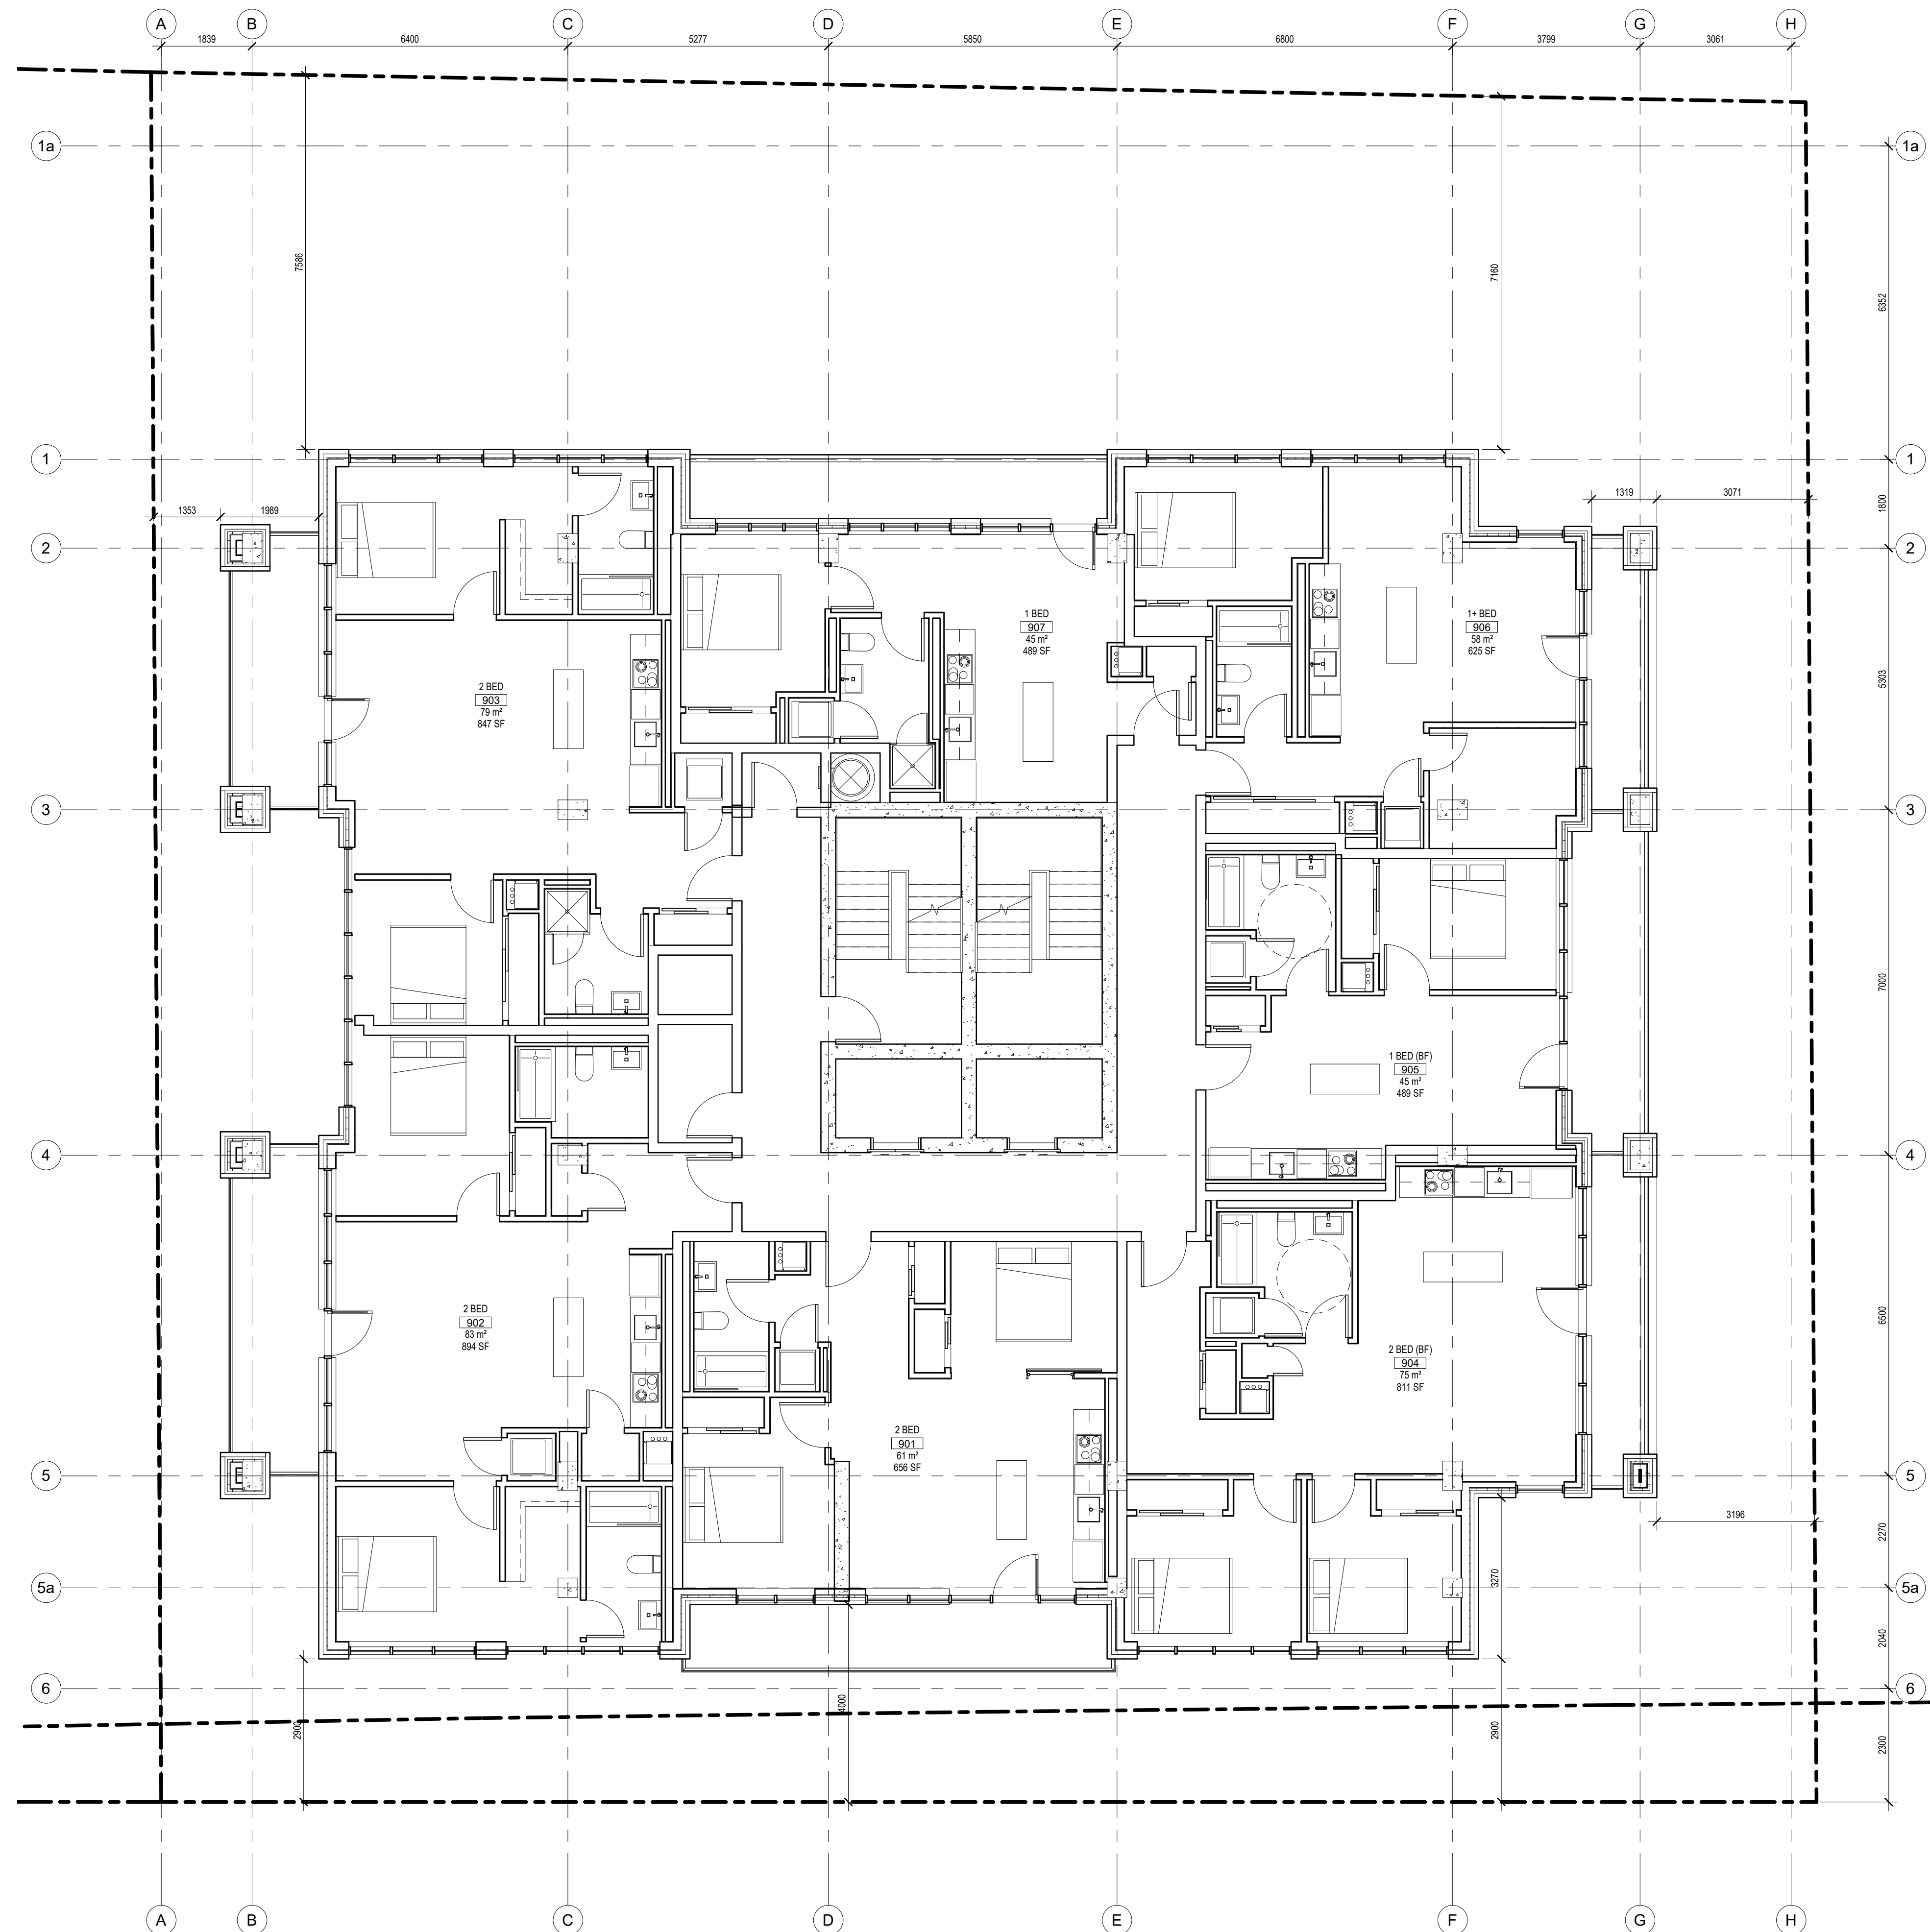 A B C D E F G H
1839 6400 5277 5850 6800 3799 3061
1a 1a
7586 7160
6352
1 1
1353 1989 1319 3071
1800
2 2
1 BED
907
45 m²
489 SF
1+ BED
906
58 m²
625 SF
5303
2 BED
903
79 m²
847 SF
3 3
7000
1 BED (BF)
905
45 m²
489 SF
4 4
2 BED
902
83 m²
894 SF
6500
2 BED (BF)
904
75 m²
811 SF
2 BED
901
61 m²
656 SF
5 5
3196
2270
3270
5a 5a
2040
6 6
2900 4000 2900
2300
A B C D E F G H